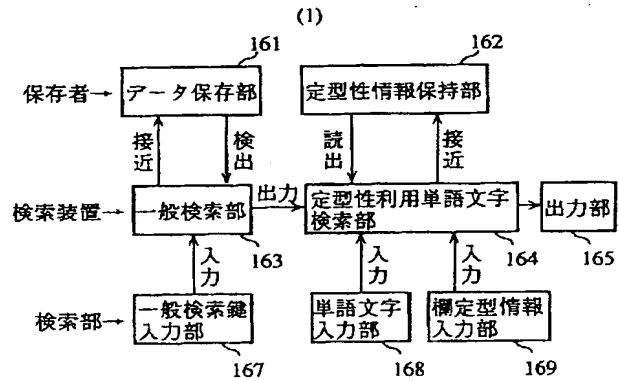 (1)
161
162
保存者→
データ保存部
定型性情報保持部
接近
検出
読出
接近
検索装置→
一般検索部
出力
定型性利用単語文字
検索部
出力部
163
164
165
入力
入力
入力
検索部→
一般検索鍵
入力部
単語文字
入力部
欄定型情報
入力部
167
168
169